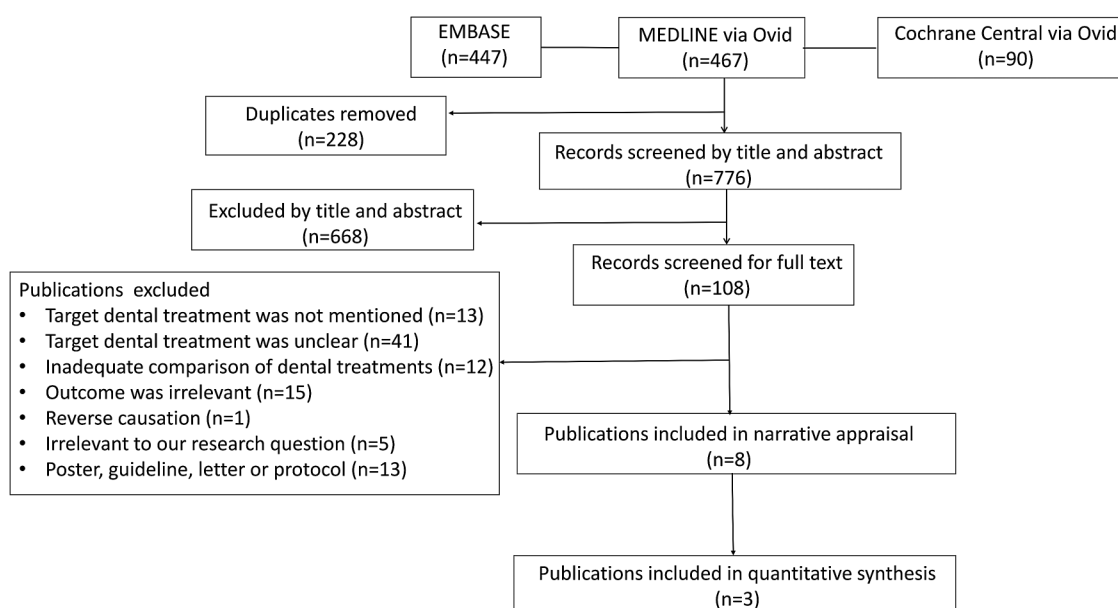 EMBASE
(n=447)
MEDLINE via Ovid
(n=467)
Cochrane Central via Ovid
(n=90)
Duplicates removed
(n=228)
Records screened by title and abstract
(n=776)
Excluded by title and abstract
(n=668)
Records screened for full text
(n=108)
Publications excluded
• Target dental treatment was not mentioned (n=13)
• Target dental treatment was unclear (n=41)
• Inadequate comparison of dental treatments (n=12)
• Outcome was irrelevant (n=15)
• Reverse causation (n=1)
• Irrelevant to our research question (n=5)
• Poster, guideline, letter or protocol (n=13)
Publications included in narrative appraisal
(n=8)
Publications included in quantitative synthesis
(n=3)